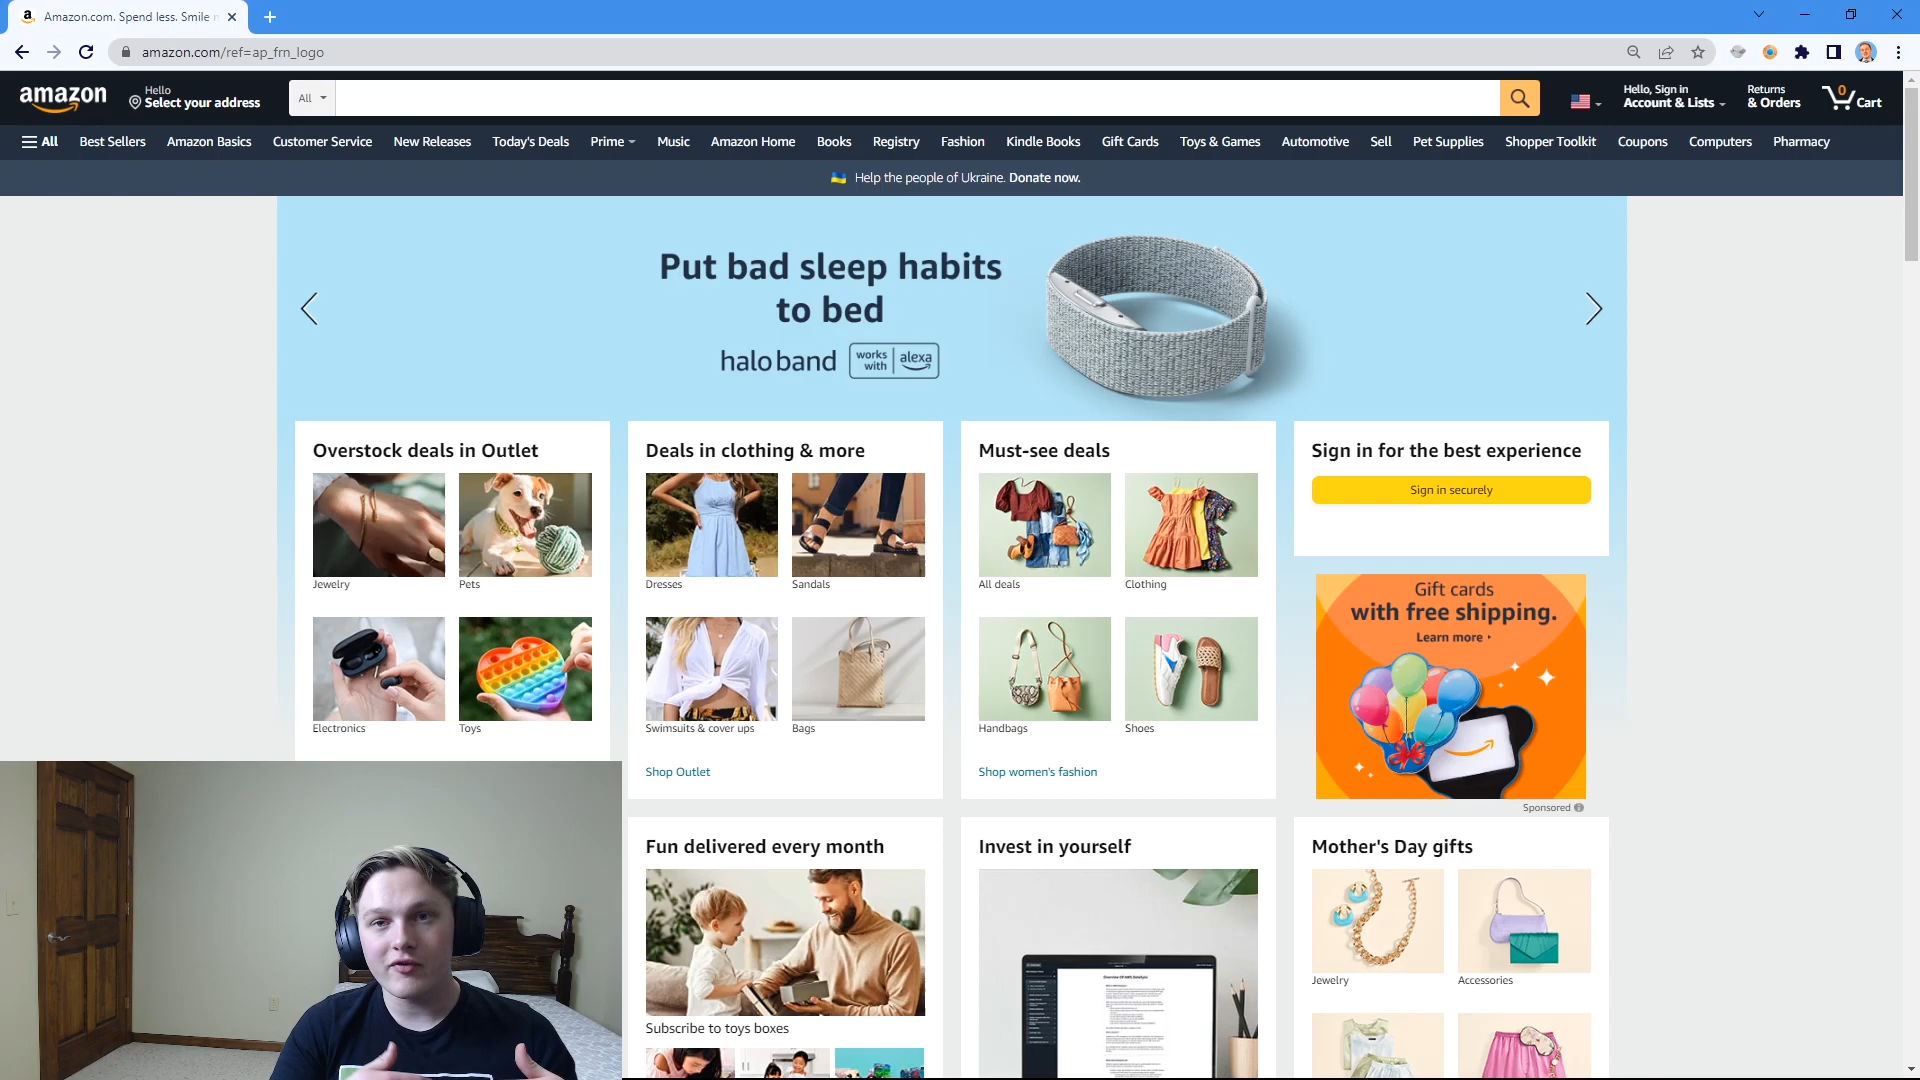 Amazon.com. Spend less. Smile
amazon.com/ref=ap_frn_logo
amazon
Hello
Select your address
All
Hello, Sign in
Account & Lists
Returns
& Orders
0
Cart
All
Best Sellers
Amazon Basics
Customer Service
New Releases
Today's Deals
Prime
Music
Amazon Home
Books
Registry
Fashion
Kindle Books
Gift Cards
Toys & Games
Automotive
Sell
Pet Supplies
Shopper Toolkit
Coupons
Computers
Pharmacy
Help the people of Ukraine. Donate now.
Put bad sleep habits
to bed
halo band
works with alexa
Overstock deals in Outlet
Jewelry
Pets
Electronics
Toys
Deals in clothing & more
Dresses
Sandals
Swimsuits & cover ups
Bags
Shop Outlet
Must-see deals
All deals
Clothing
Handbags
Shoes
Shop women's fashion
Sign in for the best experience
Sign in securely
Gift cards
with free shipping.
Learn more
Sponsored
Fun delivered every month
Subscribe to toys boxes
Invest in yourself
Mother's Day gifts
Jewelry
Accessories